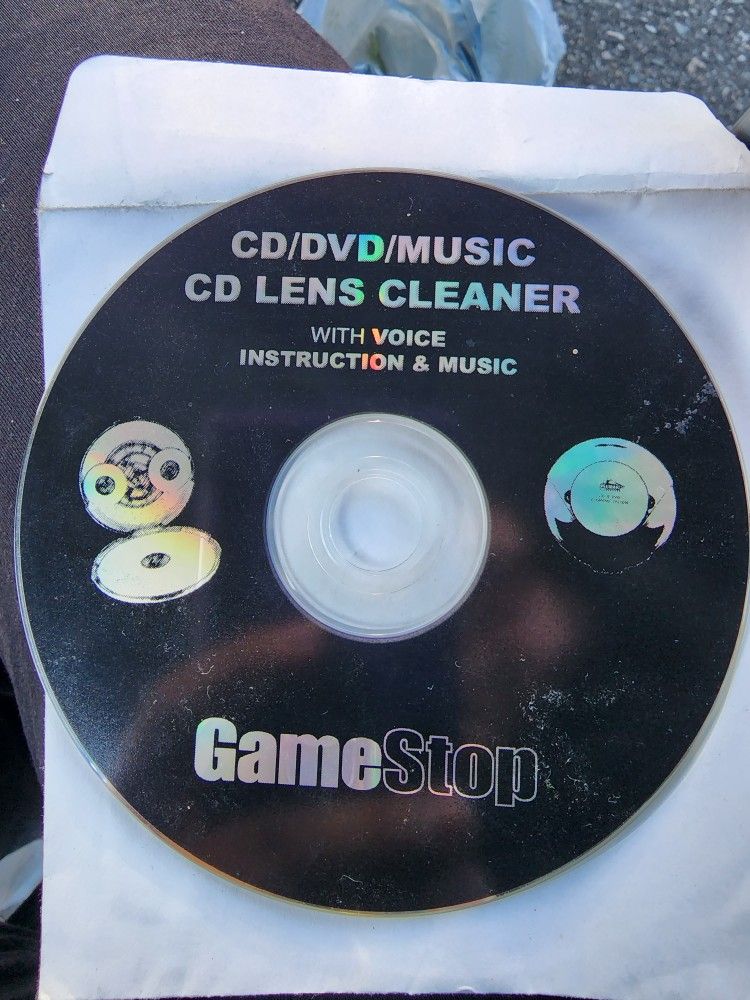 CD/DVD/MUSIC
CD LENS CLEANER
WITH VOICE
INSTRUCTION & MUSIC
GameStop